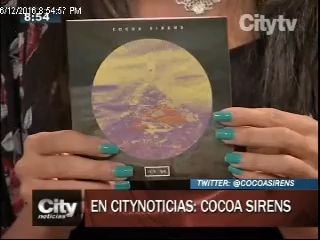 6/12/2016 8:54:57 PM
8:54
Citytv
COCOA SIRENS
TWITTER: @COCOASIRENS
City
noticias
EN CITYNOTICIAS: COCOA SIRENS